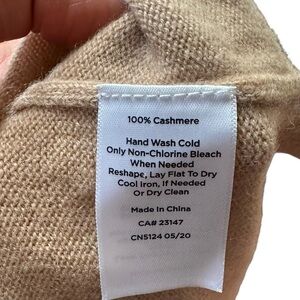 100% Cashmere
Hand Wash Cold
Only Non-Chlorine Bleach
When Needed
Reshape, Lay Flat To Dry
Cool Iron, If Needed
Or Dry Clean
Made in China
CA# 23147
CNS124 05/20